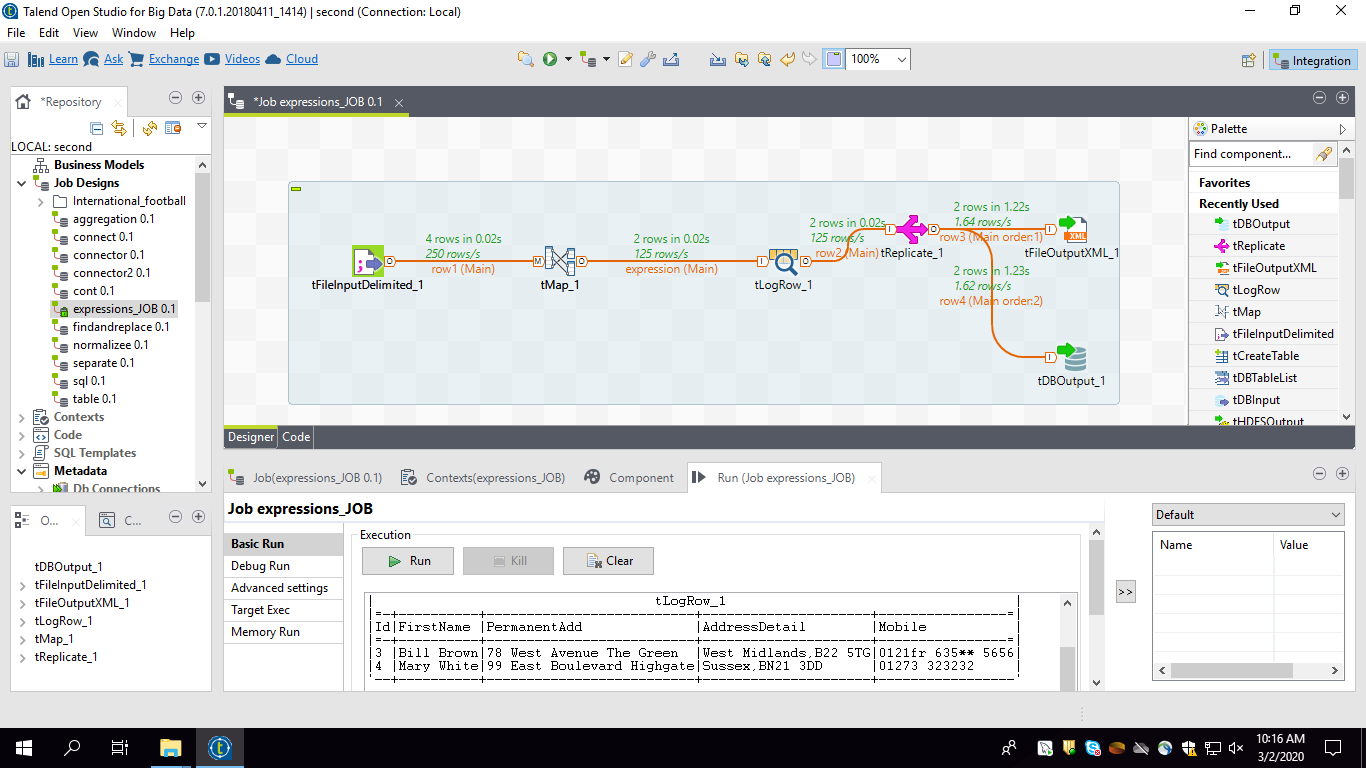 Talend Open Studio for Big Data (7.0.1.20180411_1414) | second (Connection: Local)
File Edit View Window Help
Learn Ask Exchange Videos Cloud 100% Integration
*Repository
LOCAL: second
Business Models
Job Designs
International_football
aggregation 0.1
connect 0.1
connector 0.1
connector2 0.1
cont 0.1
expressions_JOB 0.1
findandreplace 0.1
normalizee 0.1
separate 0.1
sql 0.1
table 0.1
Contexts
Code
SQL Templates
Metadata
Db Connections
O... C...
tDBOutput_1
tFileInputDelimited_1
tFileOutputXML_1
tLogRow_1
tMap_1
tReplicate_1
*Job expressions_JOB 0.1
4 rows in 0.02s
250 rows/s
row1 (Main)
tFileInputDelimited_1
2 rows in 0.02s
125 rows/s
expression (Main)
tMap_1
tLogRow_1
2 rows in 0.02s
125 rows/s
row2 (Main)
tReplicate_1
2 rows in 1.22s
1.64 rows/s
row3 (Main order:1)
tFileOutputXML_1
XML
2 rows in 1.23s
1.62 rows/s
row4 (Main order:2)
tDBOutput_1
Designer Code
Palette
Find component...
Favorites
Recently Used
tDBOutput
tReplicate
tFileOutputXML
tLogRow
tMap
tFileInputDelimited
tCreateTable
tDBTableList
tDBInput
tHDFSOutput
Job(expressions_JOB 0.1) Contexts(expressions_JOB) Component Run (Job expressions_JOB)
Job expressions_JOB
Basic Run
Debug Run
Advanced settings
Target Exec
Memory Run
Execution
Run Kill Clear
| tLogRow_1 |
|=--+----------+---------------------------+----------------------+-----------------=|
|Id|FirstName |PermanentAdd |AddressDetail |Mobile |
|=--+----------+---------------------------+----------------------+-----------------=|
|3 |Bill Brown|78 West Avenue The Green |West Midlands,B22 5TG|0121fr 635** 5656|
|4 |Mary White|99 East Boulevard Highgate|Sussex,BN21 3DD |01273 323232 |
'---+----------+---------------------------+----------------------+------------------'
>>
Default
Name Value
10:16 AM
3/2/2020